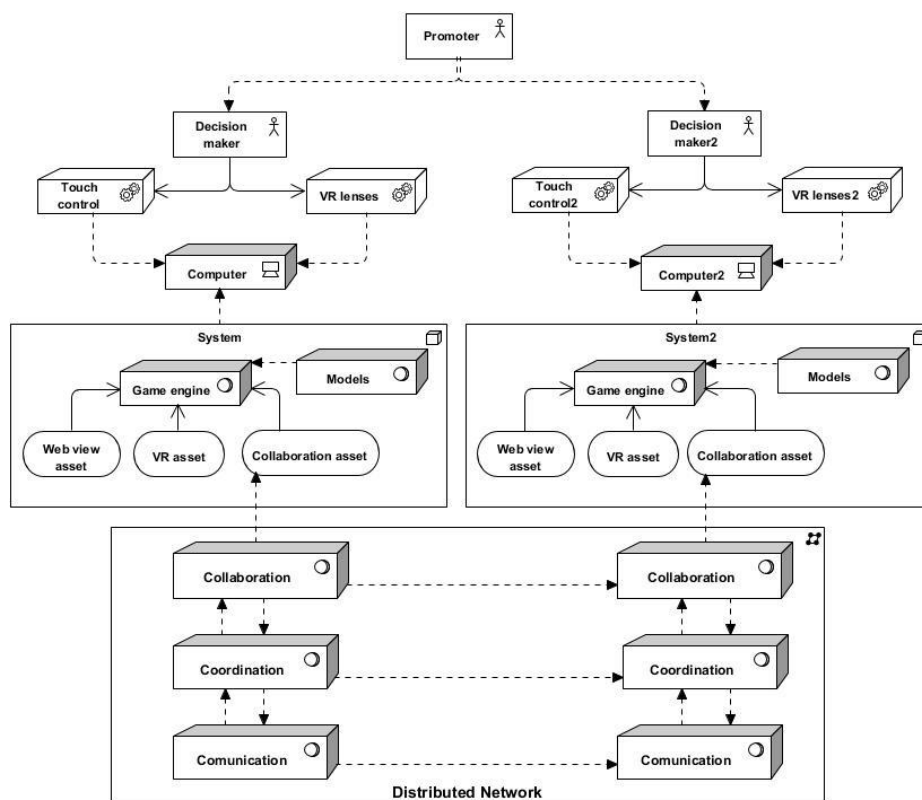 Promoter
Decision
maker
Decision
maker2
Touch
control
VR lenses
Touch
control2
VR lenses2
Computer
Computer2
System
System2
Models
Models
Game engine
Game engine
Web view
asset
VR asset
Collaboration asset
Web view
asset
VR asset
Collaboration asset
Collaboration
Collaboration
Coordination
Coordination
Comunication
Comunication
Distributed Network